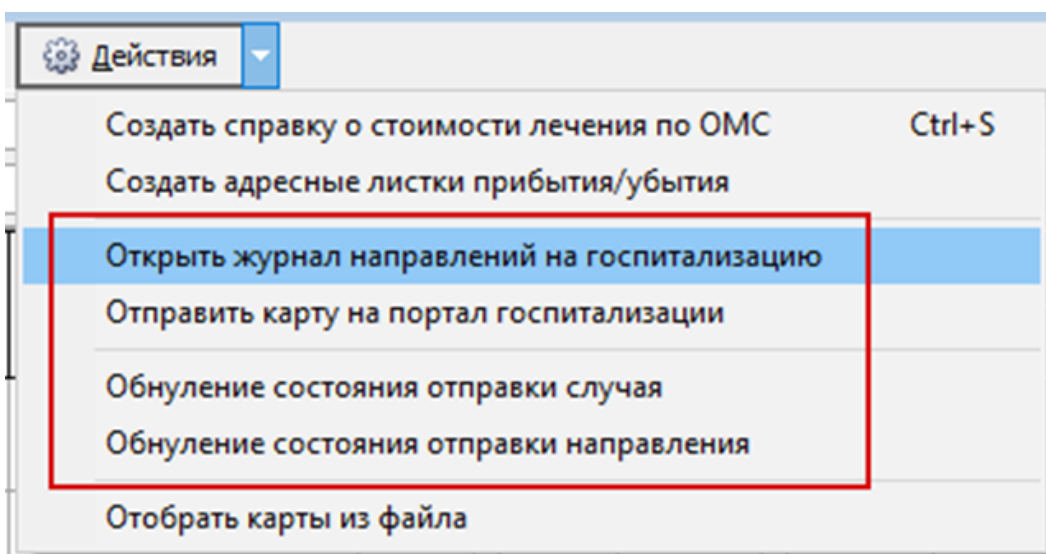 Действия
Создать справку о стоимости лечения по ОМС Ctrl+S
Создать адресные листки прибытия/убытия
Открыть журнал направлений на госпитализацию
Отправить карту на портал госпитализации
Обнуление состояния отправки случая
Обнуление состояния отправки направления
Отобрать карты из файла